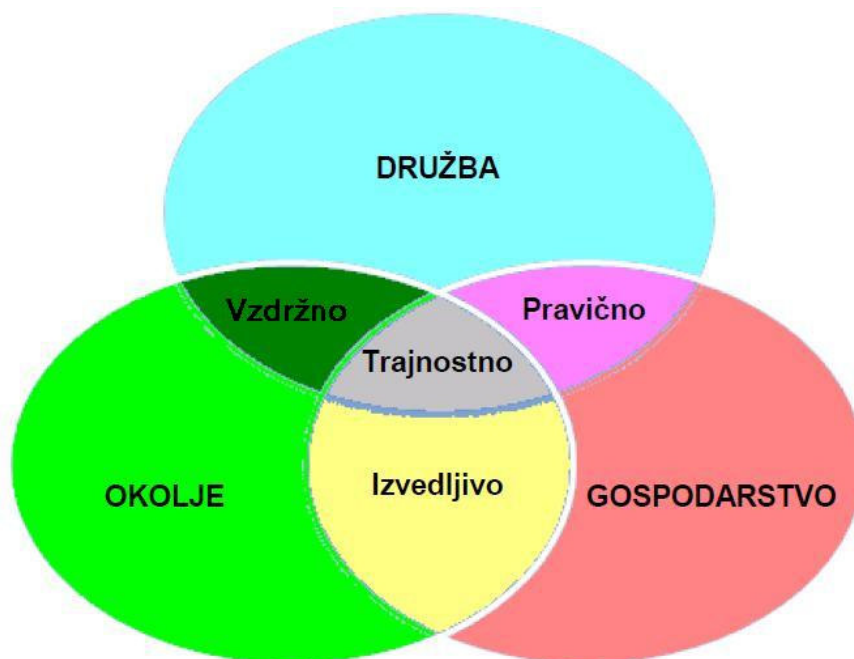 DRUŽBA
Vzdržno
Pravično
Trajnostno
OKOLJE
Izvedljivo
GOSPODARSTVO